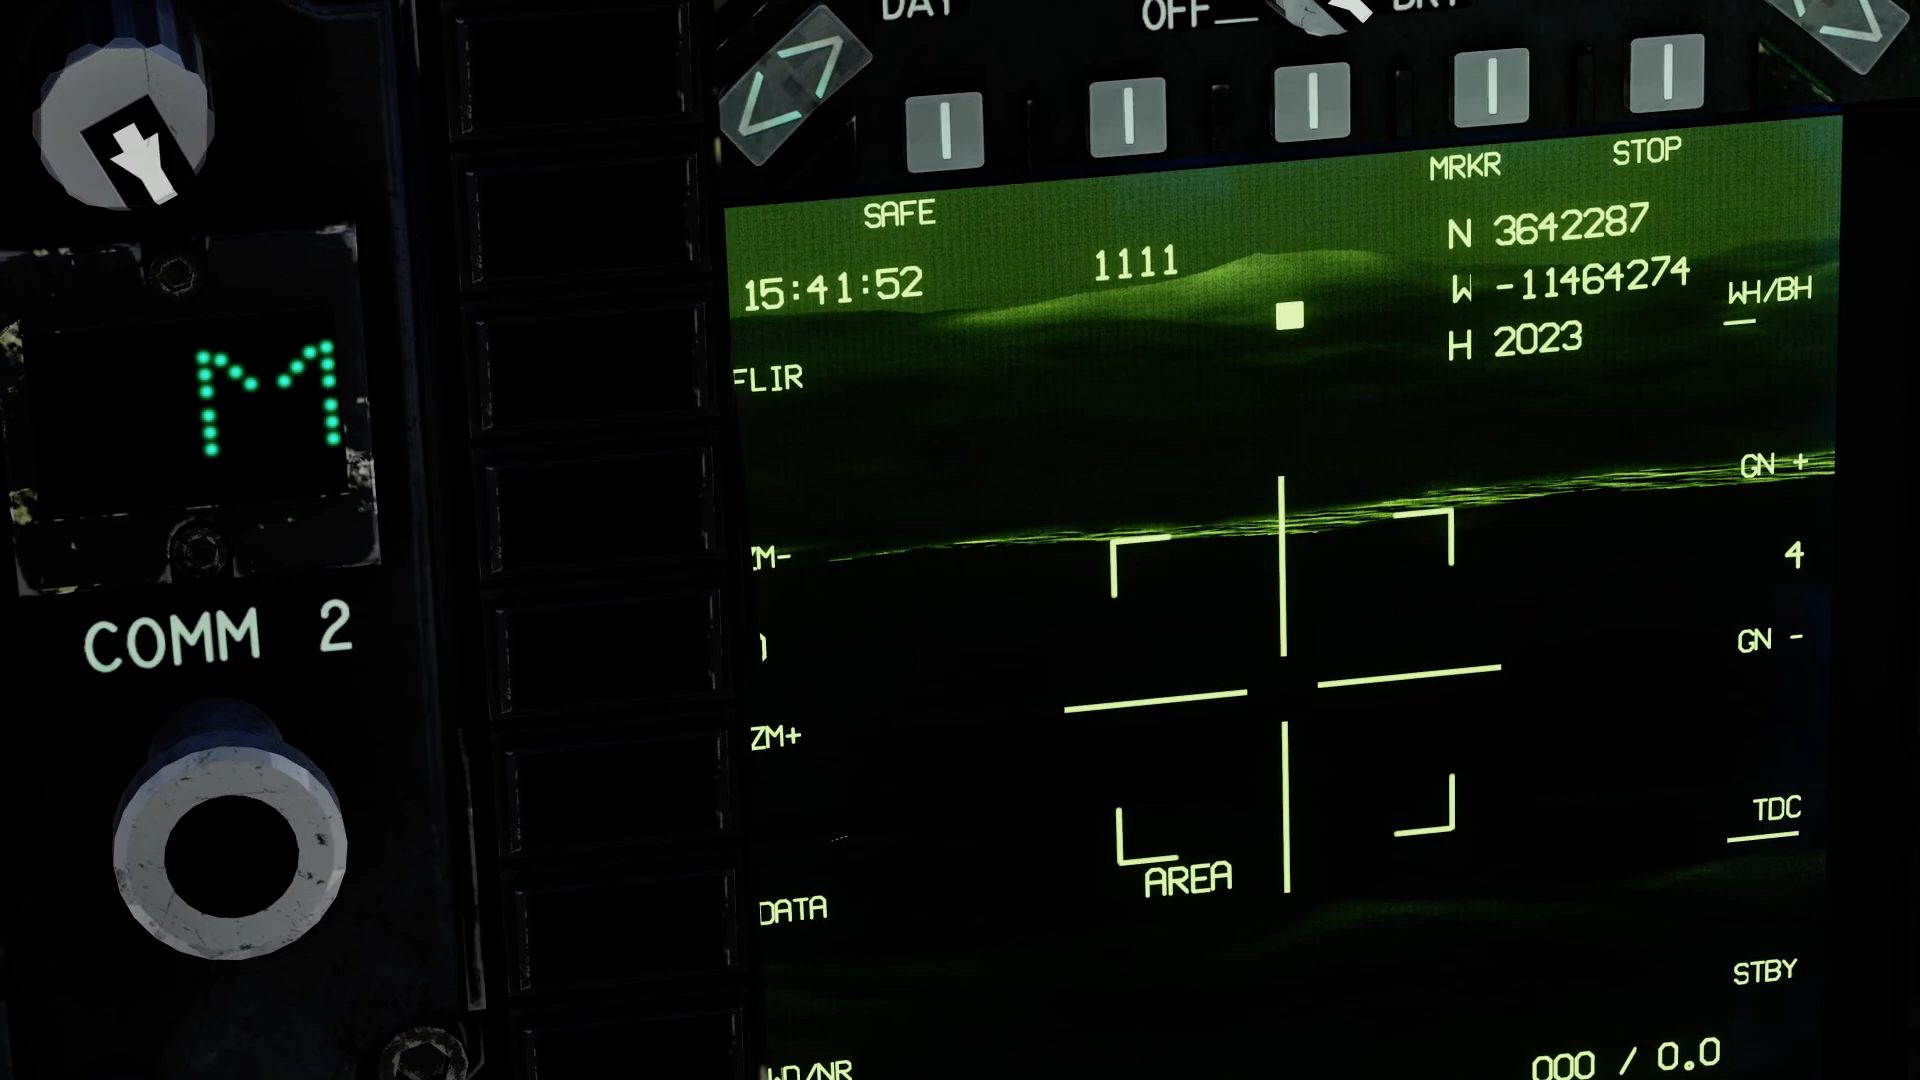 DAY
OFF
SAFE
MRKR
STOP
15:41:52
1111
N 3642287
W -11464274
H 2023
WH/BH
FLIR
M
GN +
ZM-
4
COMM 2
GN -
ZM+
TDC
AREA
DATA
STBY
000 / 0.0